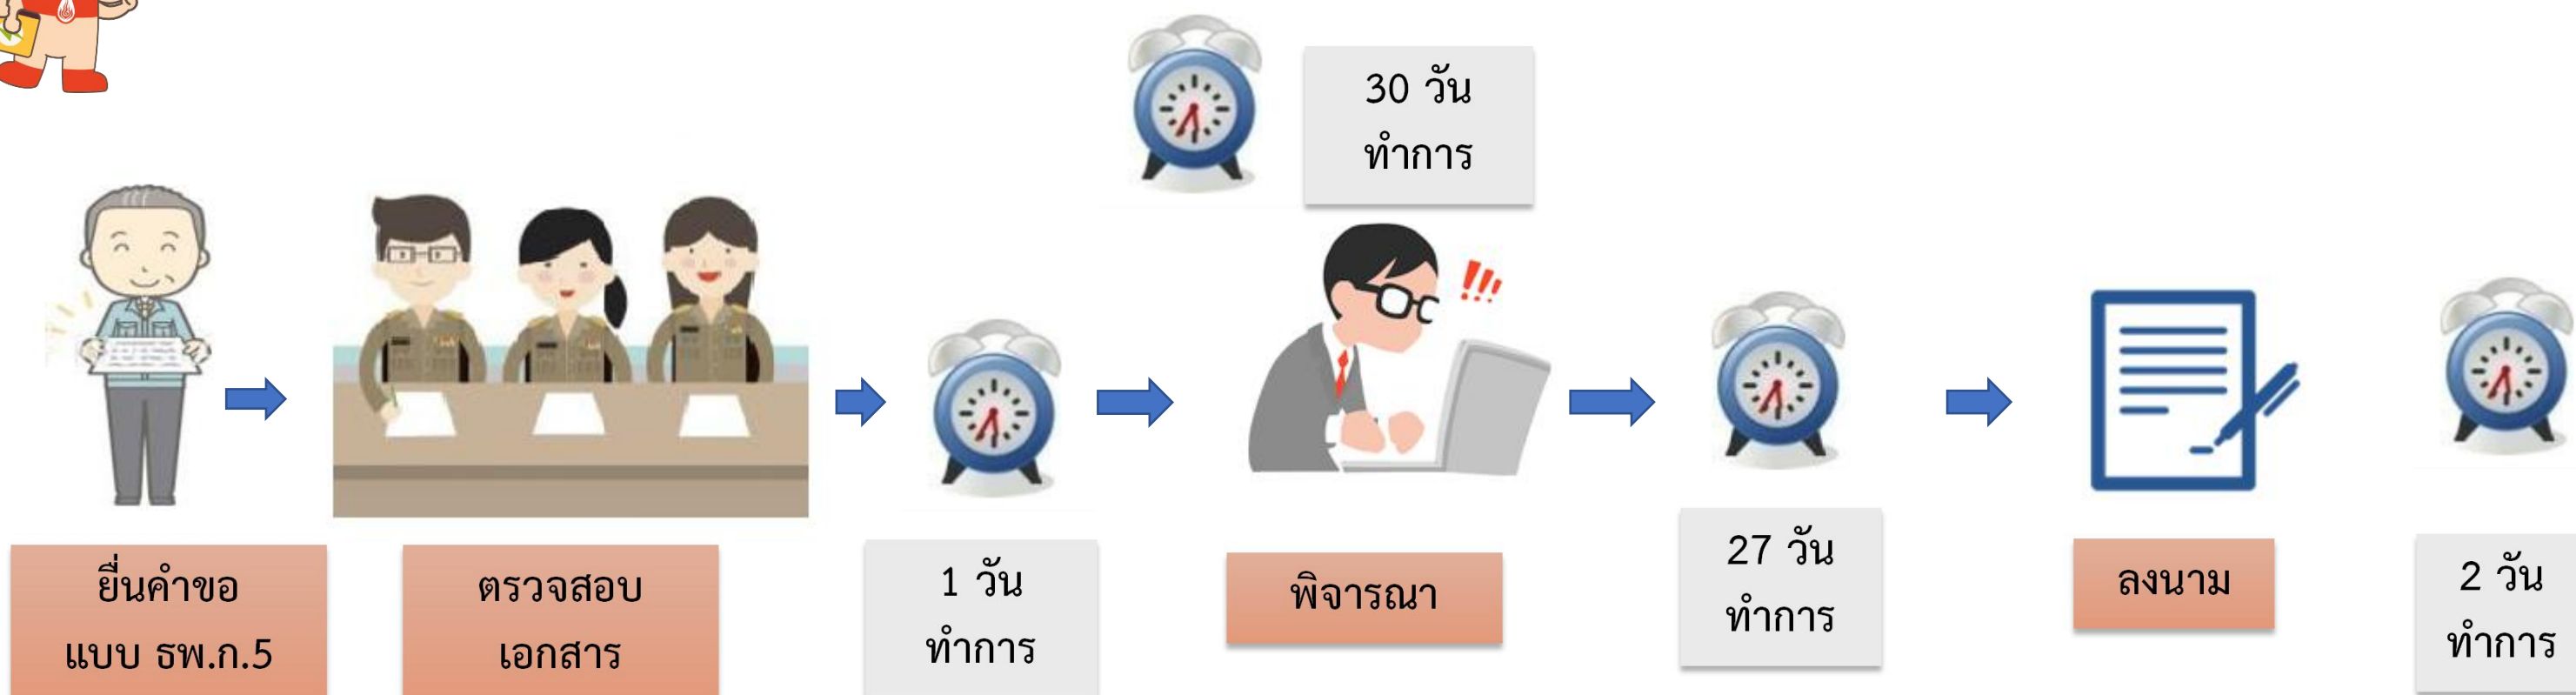 30 วัน
ทำการ
ยื่นคำขอ
แบบ ธพ.ก.5
ตรวจสอบ
เอกสาร
1 วัน
ทำการ
พิจารณา
27 วัน
ทำการ
ลงนาม
2 วัน
ทำการ